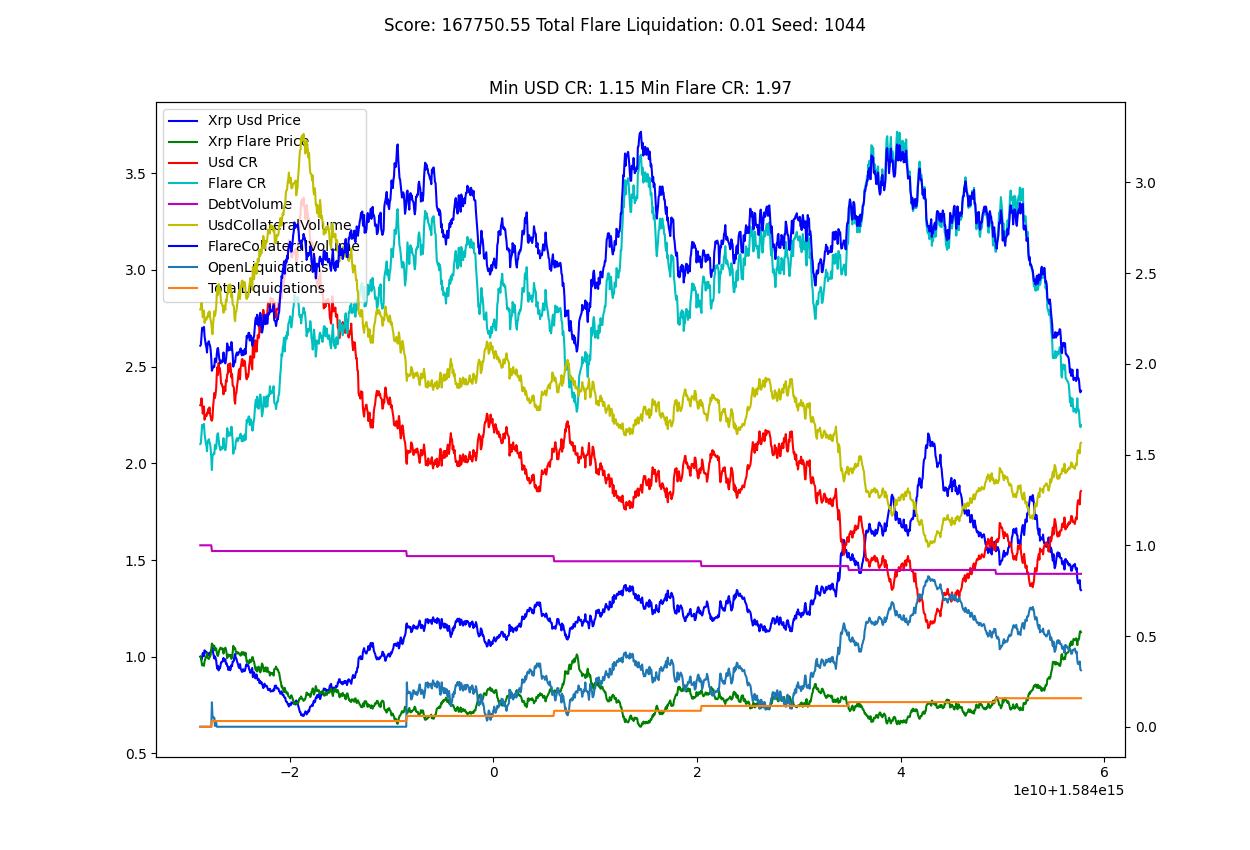 Score: 167750.55 Total Flare Liquidation: 0.01 Seed: 1044
Min USD CR: 1.15 Min Flare CR: 1.97
Xrp Usd Price
Xrp Flare Price
Usd CR
Flare CR
DebtVolume
UsdCollateralVolume
FlareCollateralVolume
OpenLiquidations
TotalLiquidations
3.5
3.0
2.5
2.0
1.5
1.0
0.5
3.0
2.5
2.0
1.5
1.0
0.5
0.0
−2
0
2
4
6
1e10+1.584e15